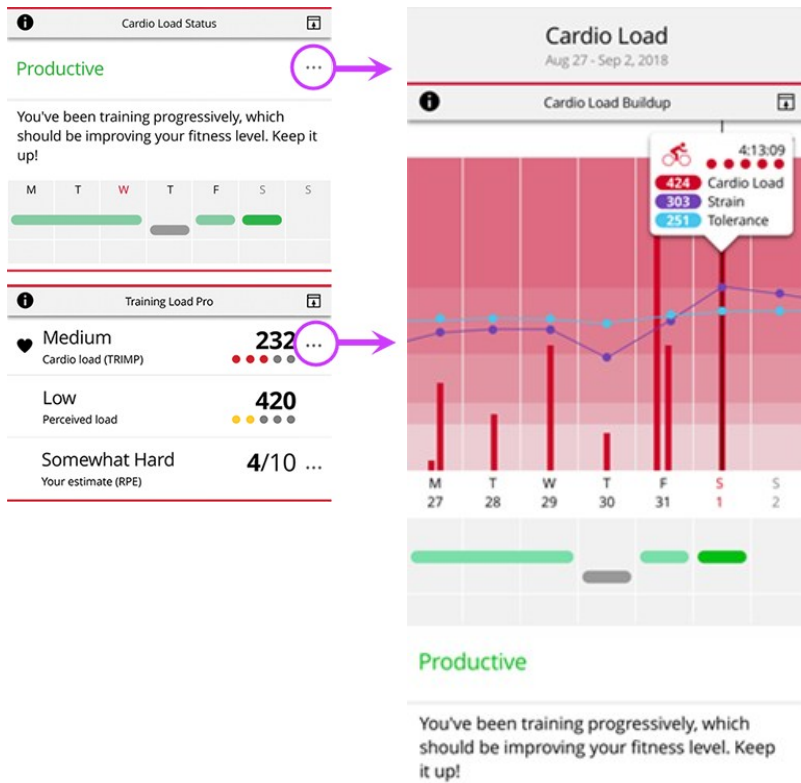 Cardio Load Status
Productive
...
You've been training progressively, which
should be improving your fitness level. Keep it
up!
M T W T F S S
Training Load Pro
Medium 232 ...
Cardio load (TRIMP)
Low 420
Perceived load
Somewhat Hard 4/10 ...
Your estimate (RPE)
Cardio Load
Aug 27 - Sep 2, 2018
Cardio Load Buildup
4:13:09
424 Cardio Load
303 Strain
251 Tolerance
M T W T F S S
27 28 29 30 31 1 2
Productive
You've been training progressively, which
should be improving your fitness level. Keep
it up!